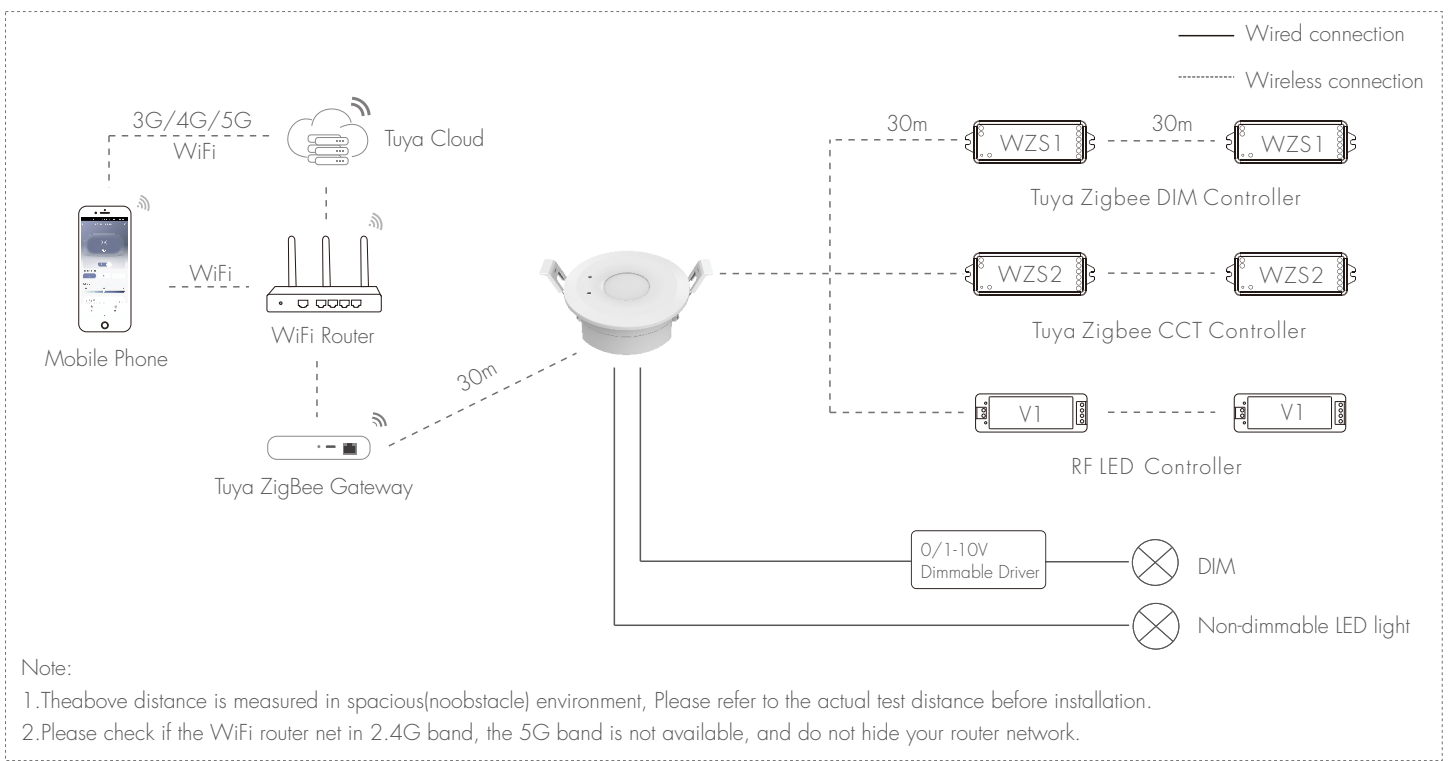 Wired connection
Wireless connection
3G/4G/5G
WiFi
Tuya Cloud
30m
WZS1
30m
WZS1
Tuya Zigbee DIM Controller
WiFi
WZS2
WZS2
WiFi Router
Tuya Zigbee CCT Controller
Mobile Phone
30m
V1
V1
RF LED Controller
Tuya ZigBee Gateway
0/1-10V
Dimmable Driver
DIM
Non-dimmable LED light
Note:
1.Theabove distance is measured in spacious(noobstacle) environment, Please refer to the actual test distance before installation.
2.Please check if the WiFi router net in 2.4G band, the 5G band is not available, and do not hide your router network.